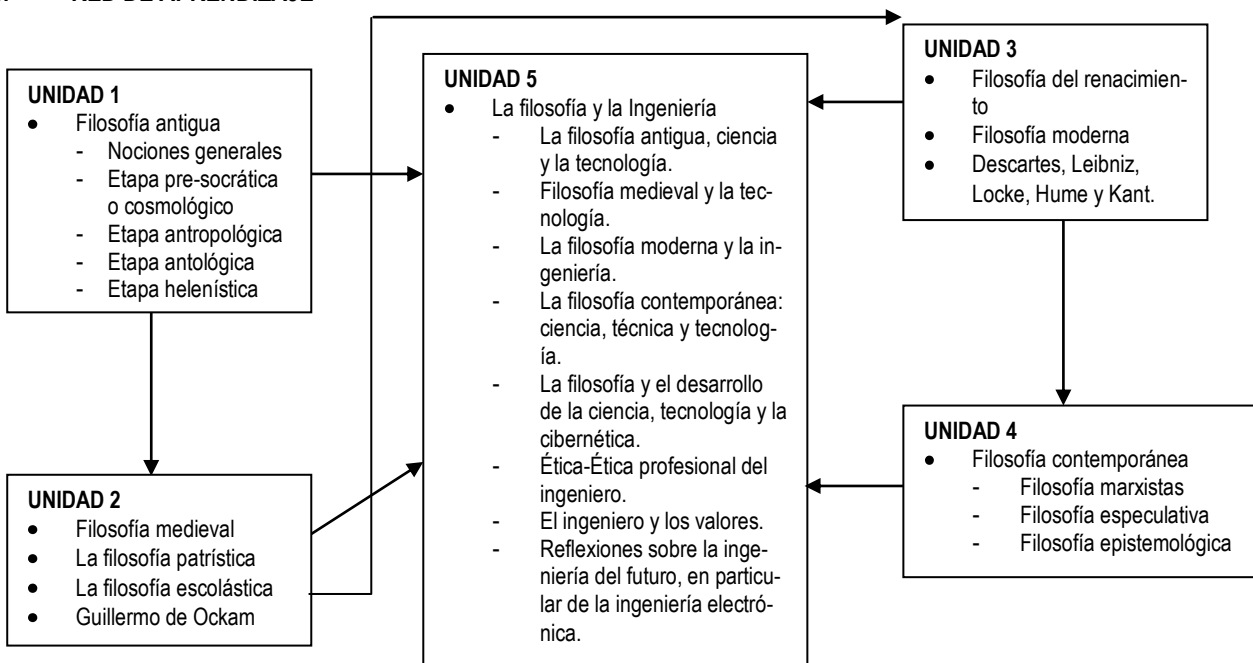 RED DE APRENDIZAJE
UNIDAD 1
• Filosofía antigua
- Nociones generales
- Etapa pre-socrática
o cosmológico
- Etapa antropológica
- Etapa antológica
- Etapa helenística
UNIDAD 2
• Filosofía medieval
• La filosofía patrística
• La filosofía escolástica
• Guillermo de Ockam
UNIDAD 5
• La filosofía y la Ingeniería
- La filosofía antigua, ciencia
y la tecnología.
- Filosofía medieval y la tec-
nología.
- La filosofía moderna y la in-
geniería.
- La filosofía contemporánea:
ciencia, técnica y tecnolog-
ía.
- La filosofía y el desarrollo
de la ciencia, tecnología y la
cibernética.
- Ética-Ética profesional del
ingeniero.
- El ingeniero y los valores.
- Reflexiones sobre la inge-
niería del futuro, en particu-
lar de la ingeniería electró-
nica.
UNIDAD 3
• Filosofía del renacimien-
to
• Filosofía moderna
• Descartes, Leibniz,
Locke, Hume y Kant.
UNIDAD 4
• Filosofía contemporánea
- Filosofía marxistas
- Filosofía especulativa
- Filosofía epistemológica